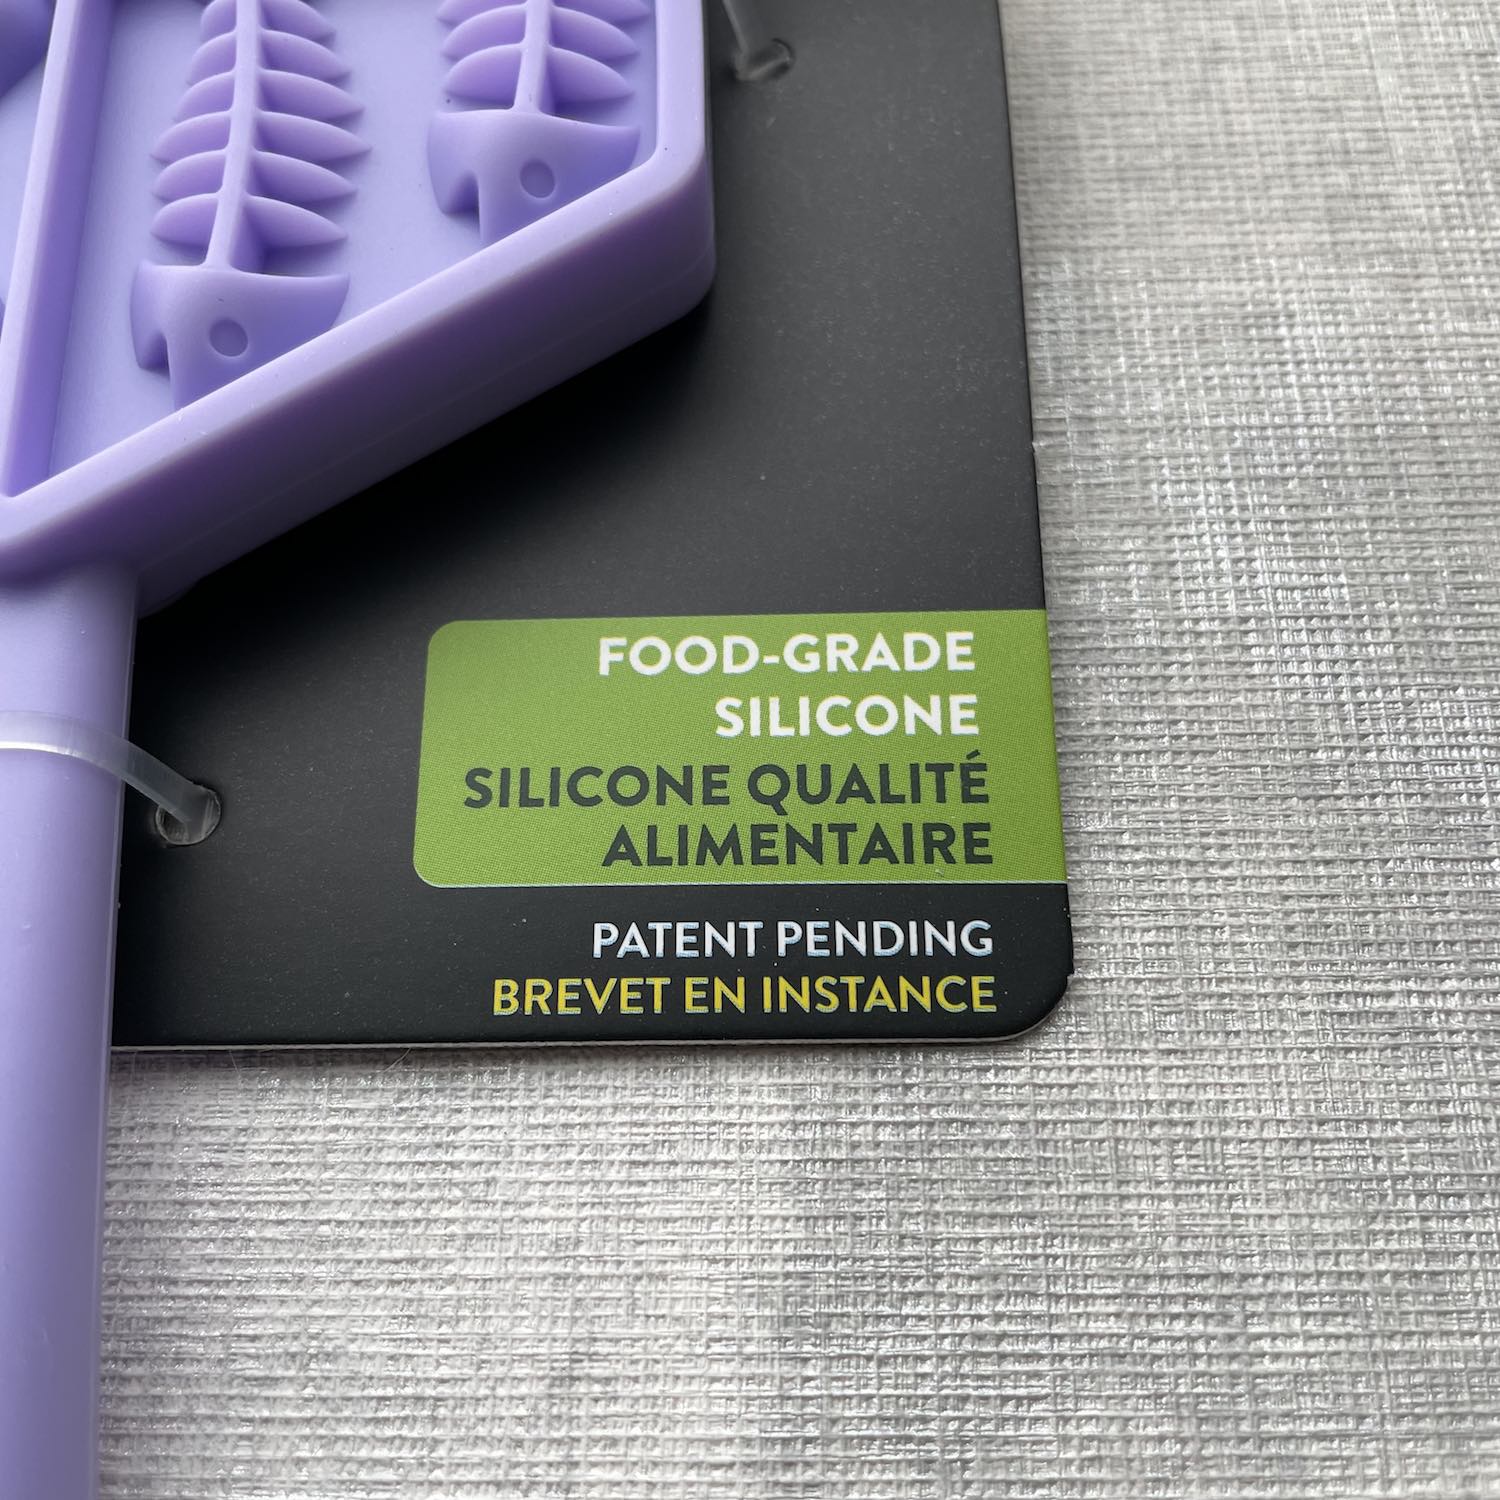 FOOD-GRADE
SILICONE
SILICONE QUALITÉ
ALIMENTAIRE
PATENT PENDING
BREVET EN INSTANCE